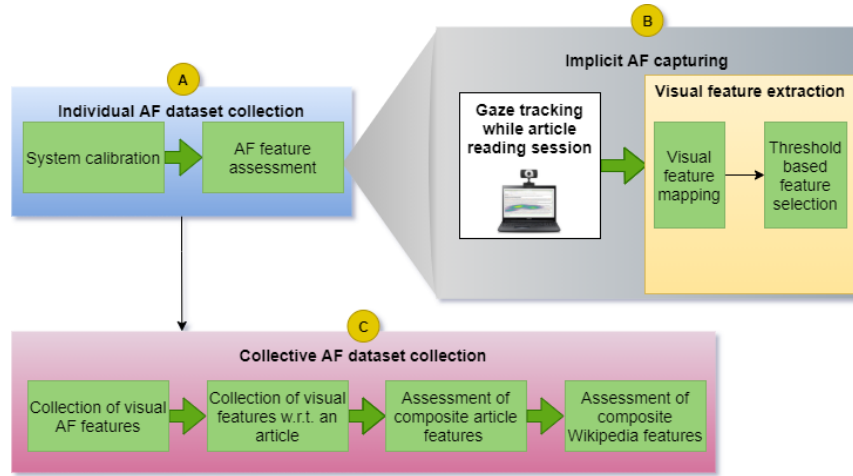 A
Individual AF dataset collection
System calibration
AF feature
assessment
B
Implicit AF capturing
Gaze tracking
while article
reading session
Visual feature extraction
Visual
feature
mapping
Threshold
based
feature
selection
C
Collective AF dataset collection
Collection of visual
AF features
Collection of visual
features w.r.t. an
article
Assessment of
composite article
features
Assessment of
composite
Wikipedia features